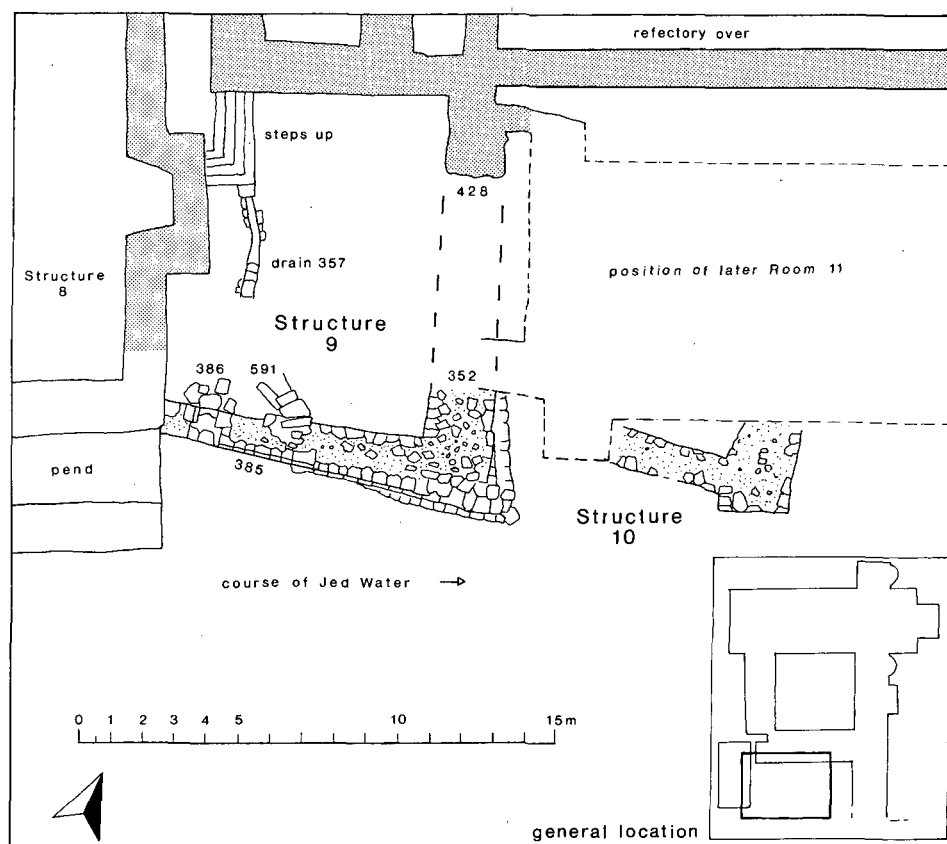 refectory over
steps up
428
drain 357
position of later Room 11
Structure
8
Structure
9
386
591
352
385
pend
Structure
10
course of Jed Water
0 1 2 3 4 5 10 15m
general location